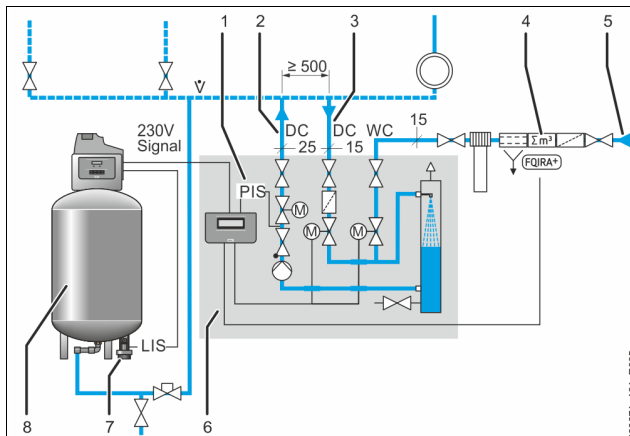 1 2 3 4 5
≥ 500
V̇
230V
Signal
DC DC WC 15
25 15
Σm³
FQIRA+
PIS
M
M M
LIS
8 7 6